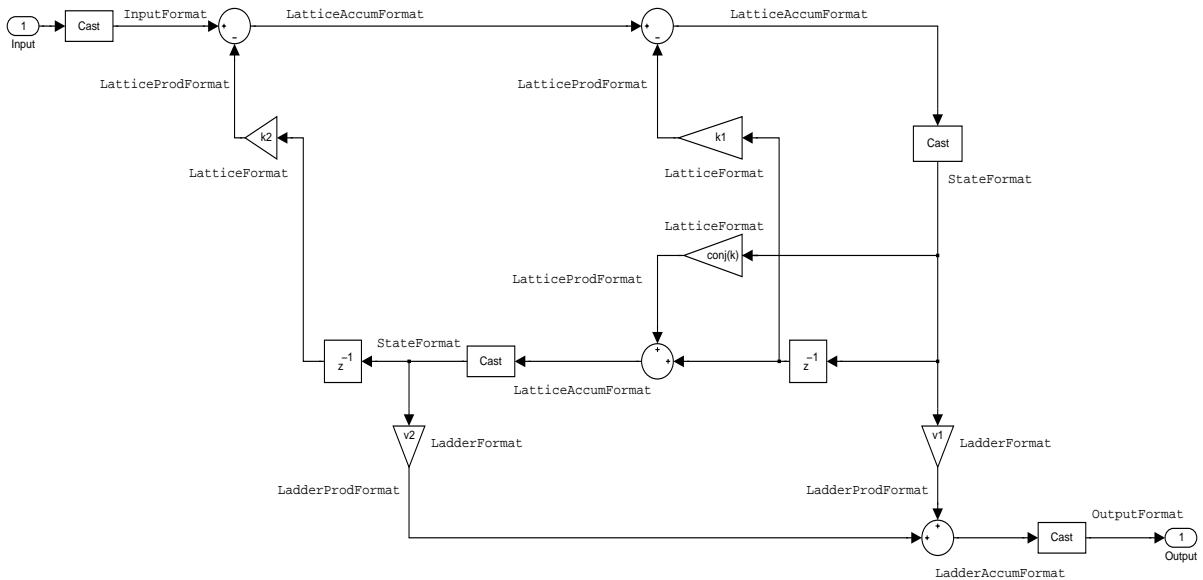 1
Input
Cast
InputFormat
+
−
LatticeAccumFormat
+
−
LatticeAccumFormat
LatticeProdFormat
LatticeProdFormat
k2
k1
Cast
LatticeFormat
LatticeFormat
StateFormat
LatticeFormat
conj(k)
LatticeProdFormat
StateFormat
z−1
Cast
+
+
z−1
LatticeAccumFormat
v2
LadderFormat
v1
LadderFormat
LadderProdFormat
LadderProdFormat
OutputFormat
+
+
Cast
1
Output
LadderAccumFormat